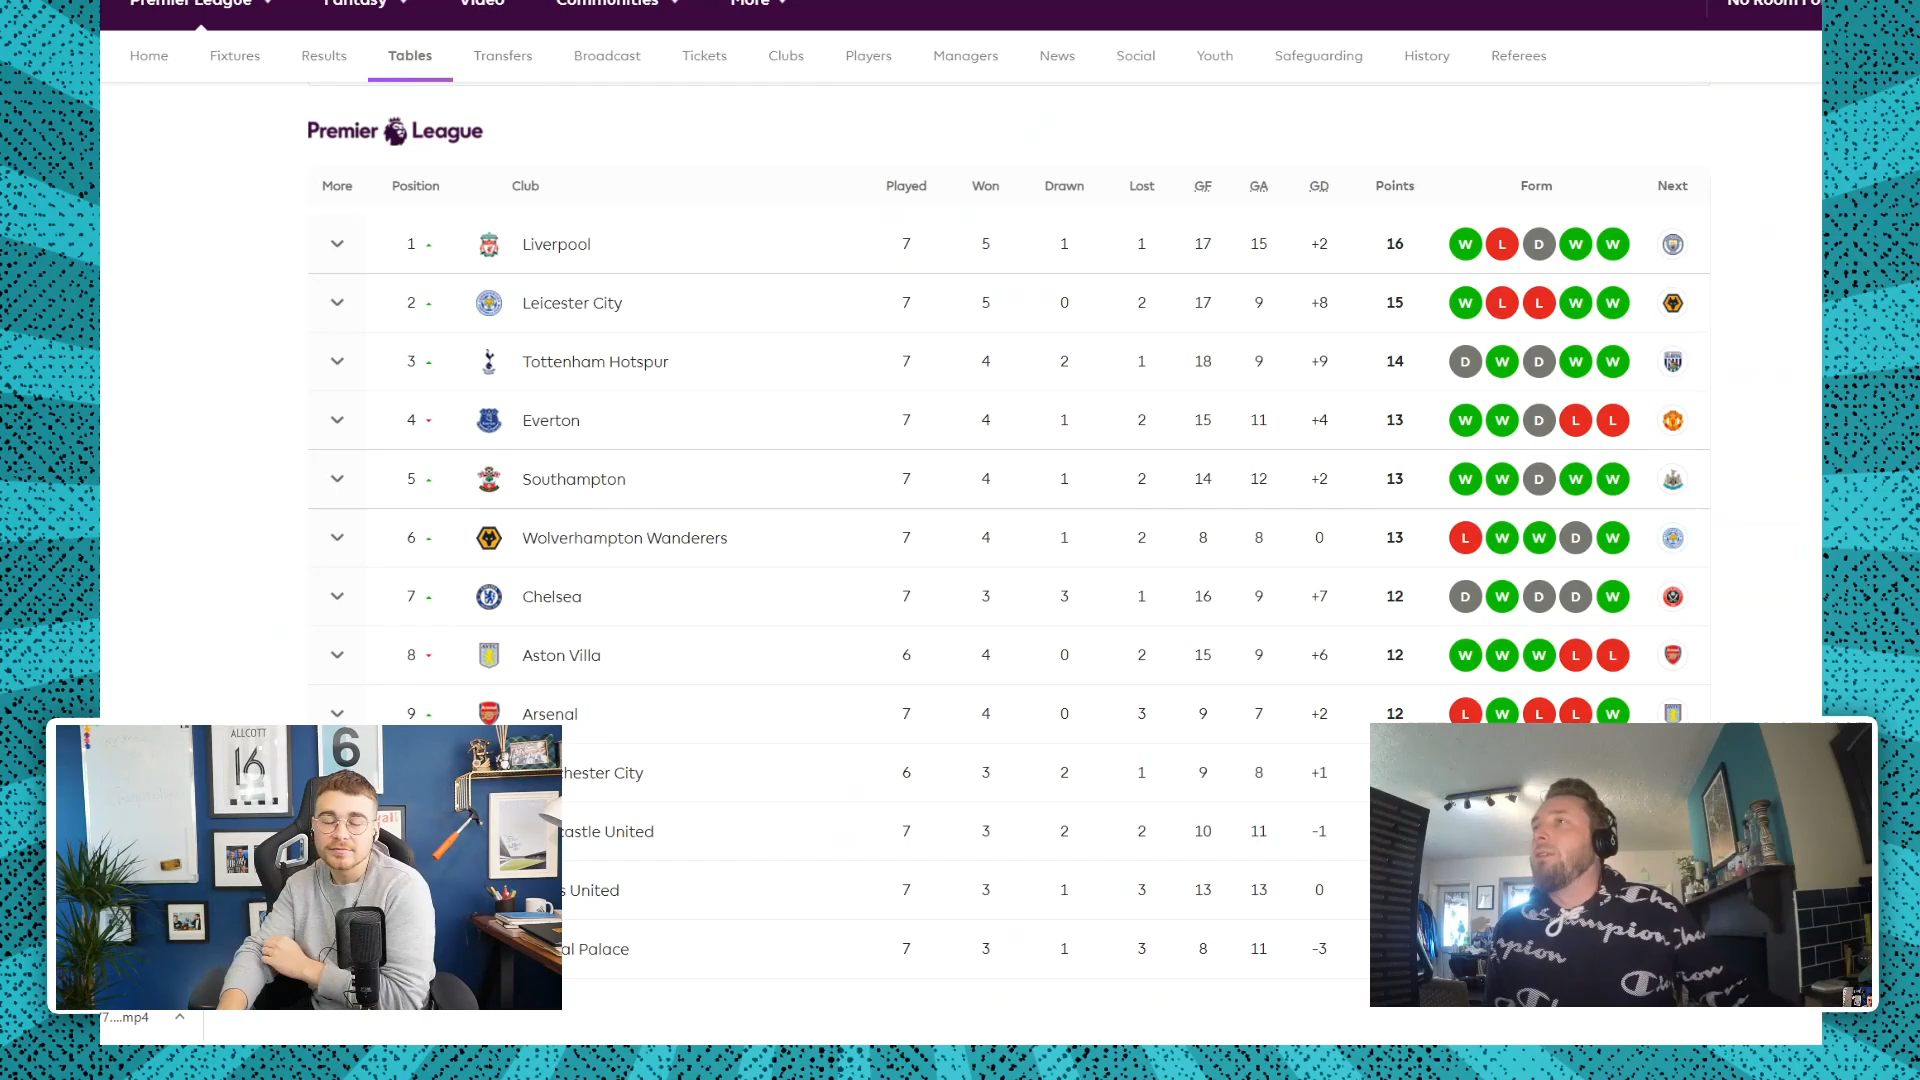 Premier League Fantasy Video Communities More No Room Fo
Home Fixtures Results Tables Transfers Broadcast Tickets Clubs Players Managers News Social Youth Safeguarding History Referees
Premier League
More Position Club Played Won Drawn Lost GF GA GD Points Form Next
1 Liverpool 7 5 1 1 17 15 +2 16 W L D W W
2 Leicester City 7 5 0 2 17 9 +8 15 W L L W W
3 Tottenham Hotspur 7 4 2 1 18 9 +9 14 D W D W W
4 Everton 7 4 1 2 15 11 +4 13 W W D L L
5 Southampton 7 4 1 2 14 12 +2 13 W W D W W
6 Wolverhampton Wanderers 7 4 1 2 8 8 0 13 L W W D W
7 Chelsea 7 3 3 1 16 9 +7 12 D W D D W
8 Aston Villa 6 4 0 2 15 9 +6 12 W W W L L
9 Arsenal 7 4 0 3 9 7 +2 12 L W L L W
hester City 6 3 2 1 9 8 +1
castle United 7 3 2 2 10 11 -1
s United 7 3 1 3 13 13 0
al Palace 7 3 1 3 8 11 -3
ALLCOTT
16
6
Champion
7....mp4